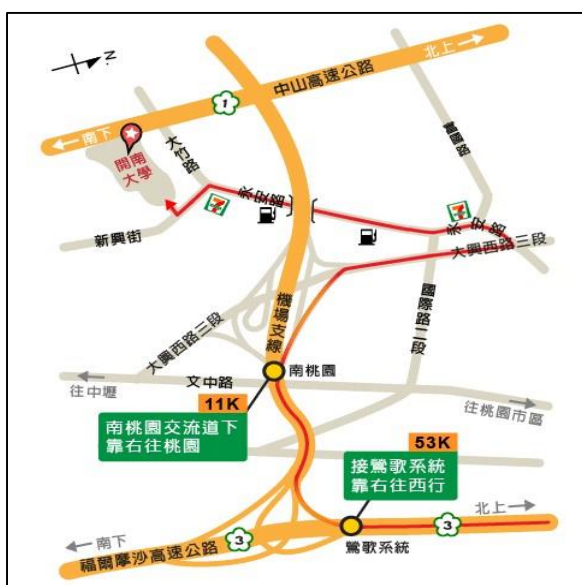 N
北上
中山高速公路
1
南下
開南
大學
大竹路
富國路
永安路
7
7
永安路
新興街
大興西路三段
機場支線
國際路二段
大興西路三段
南桃園
文中路
往中壢
往桃園市區
11K
南桃園交流道下
靠右往桃園
53K
接鶯歌系統
靠右往西行
北上
3
南下
3
福爾摩沙高速公路
鶯歌系統